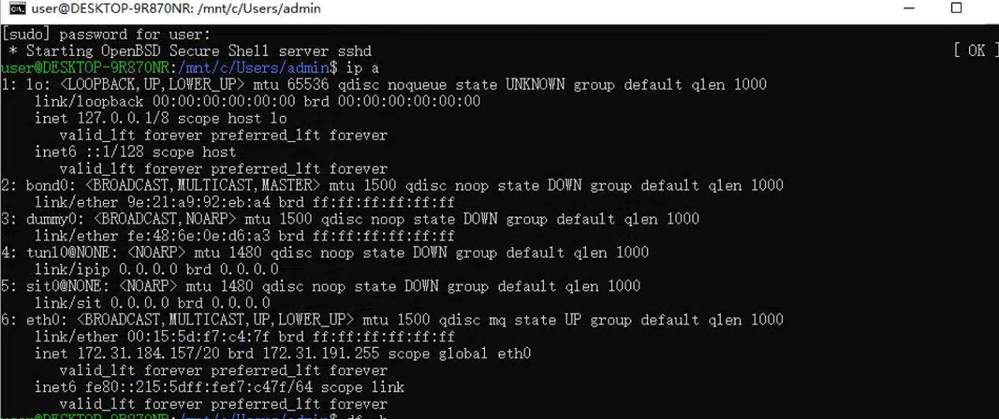 user@DESKTOP-9R870NR: /mnt/c/Users/admin
[sudo] password for user:
* Starting OpenBSD Secure Shell server sshd [ OK ]
user@DESKTOP-9R870NR:/mnt/c/Users/admin$ ip a
1: lo: <LOOPBACK,UP,LOWER_UP> mtu 65536 qdisc noqueue state UNKNOWN group default qlen 1000
link/loopback 00:00:00:00:00:00 brd 00:00:00:00:00:00
inet 127.0.0.1/8 scope host lo
valid_lft forever preferred_lft forever
inet6 ::1/128 scope host
valid_lft forever preferred_lft forever
2: bond0: <BROADCAST,MULTICAST,MASTER> mtu 1500 qdisc noop state DOWN group default qlen 1000
link/ether 9e:21:a9:92:eb:a4 brd ff:ff:ff:ff:ff:ff
3: dummy0: <BROADCAST,NOARP> mtu 1500 qdisc noop state DOWN group default qlen 1000
link/ether fe:48:6e:0e:d6:a3 brd ff:ff:ff:ff:ff:ff
4: tunl0@NONE: <NOARP> mtu 1480 qdisc noop state DOWN group default qlen 1000
link/ipip 0.0.0.0 brd 0.0.0.0
5: sit0@NONE: <NOARP> mtu 1480 qdisc noop state DOWN group default qlen 1000
link/sit 0.0.0.0 brd 0.0.0.0
6: eth0: <BROADCAST,MULTICAST,UP,LOWER_UP> mtu 1500 qdisc mq state UP group default qlen 1000
link/ether 00:15:5d:f7:c4:7f brd ff:ff:ff:ff:ff:ff
inet 172.31.184.157/20 brd 172.31.191.255 scope global eth0
valid_lft forever preferred_lft forever
inet6 fe80::215:5dff:fef7:c47f/64 scope link
valid_lft forever preferred_lft forever
user@DESKTOP-9R870NR:/mnt/c/Users/admin$